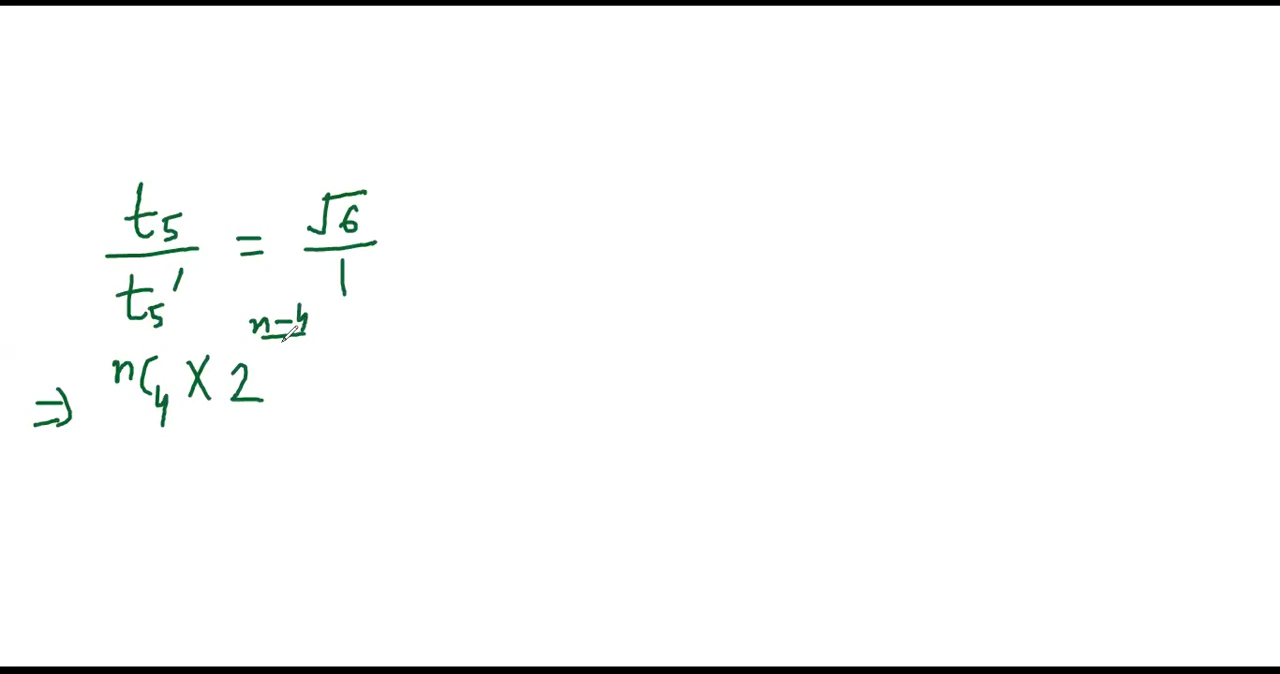 t₅ / t₅' = √6 / 1
⇒ ⁿC₄ × 2^(n-4)